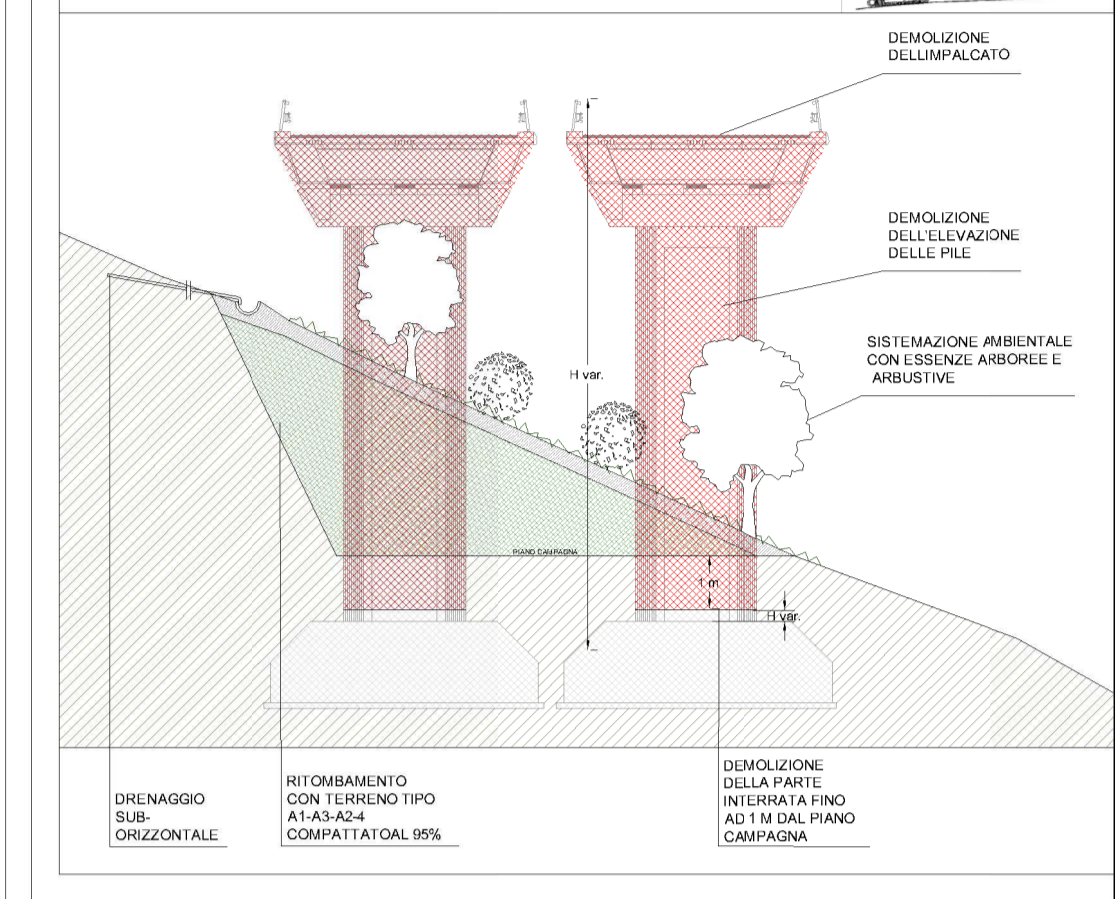 DEMOLIZIONE
DELLIMPALCATO
DEMOLIZIONE
DELL'ELEVAZIONE
DELLE PILE
SISTEMAZIONE AMBIENTALE
CON ESSENZE ARBOREE E
ARBUSTIVE
H var.
PIANO CAMPAGNA
1 m
H var.
DRENAGGIO
SUB-
ORIZZONTALE
RITOMBAMENTO
CON TERRENO TIPO
A1-A3-A2-4
COMPATTATOAL 95%
DEMOLIZIONE
DELLA PARTE
INTERRATA FINO
AD 1 M DAL PIANO
CAMPAGNA